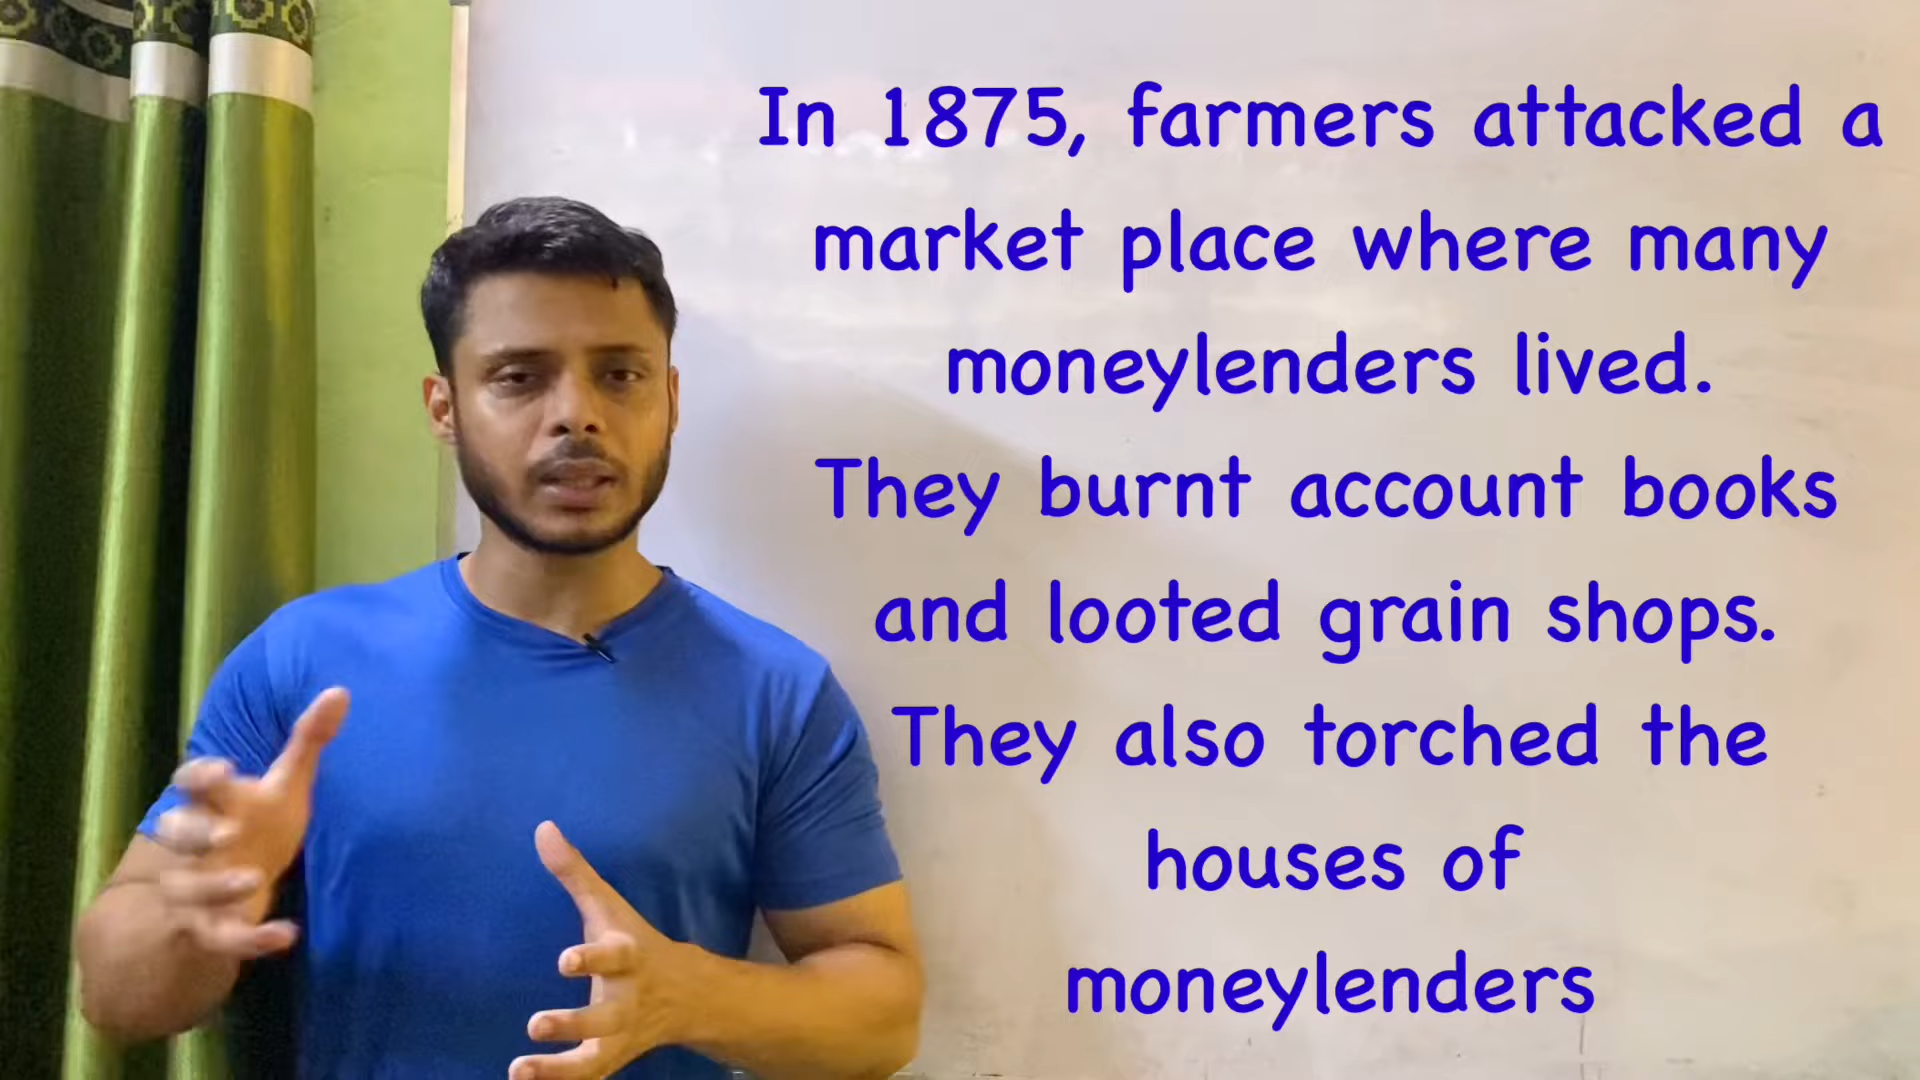 In 1875, farmers attacked a
market place where many
moneylenders lived.
They burnt account books
and looted grain shops.
They also torched the
houses of
moneylenders